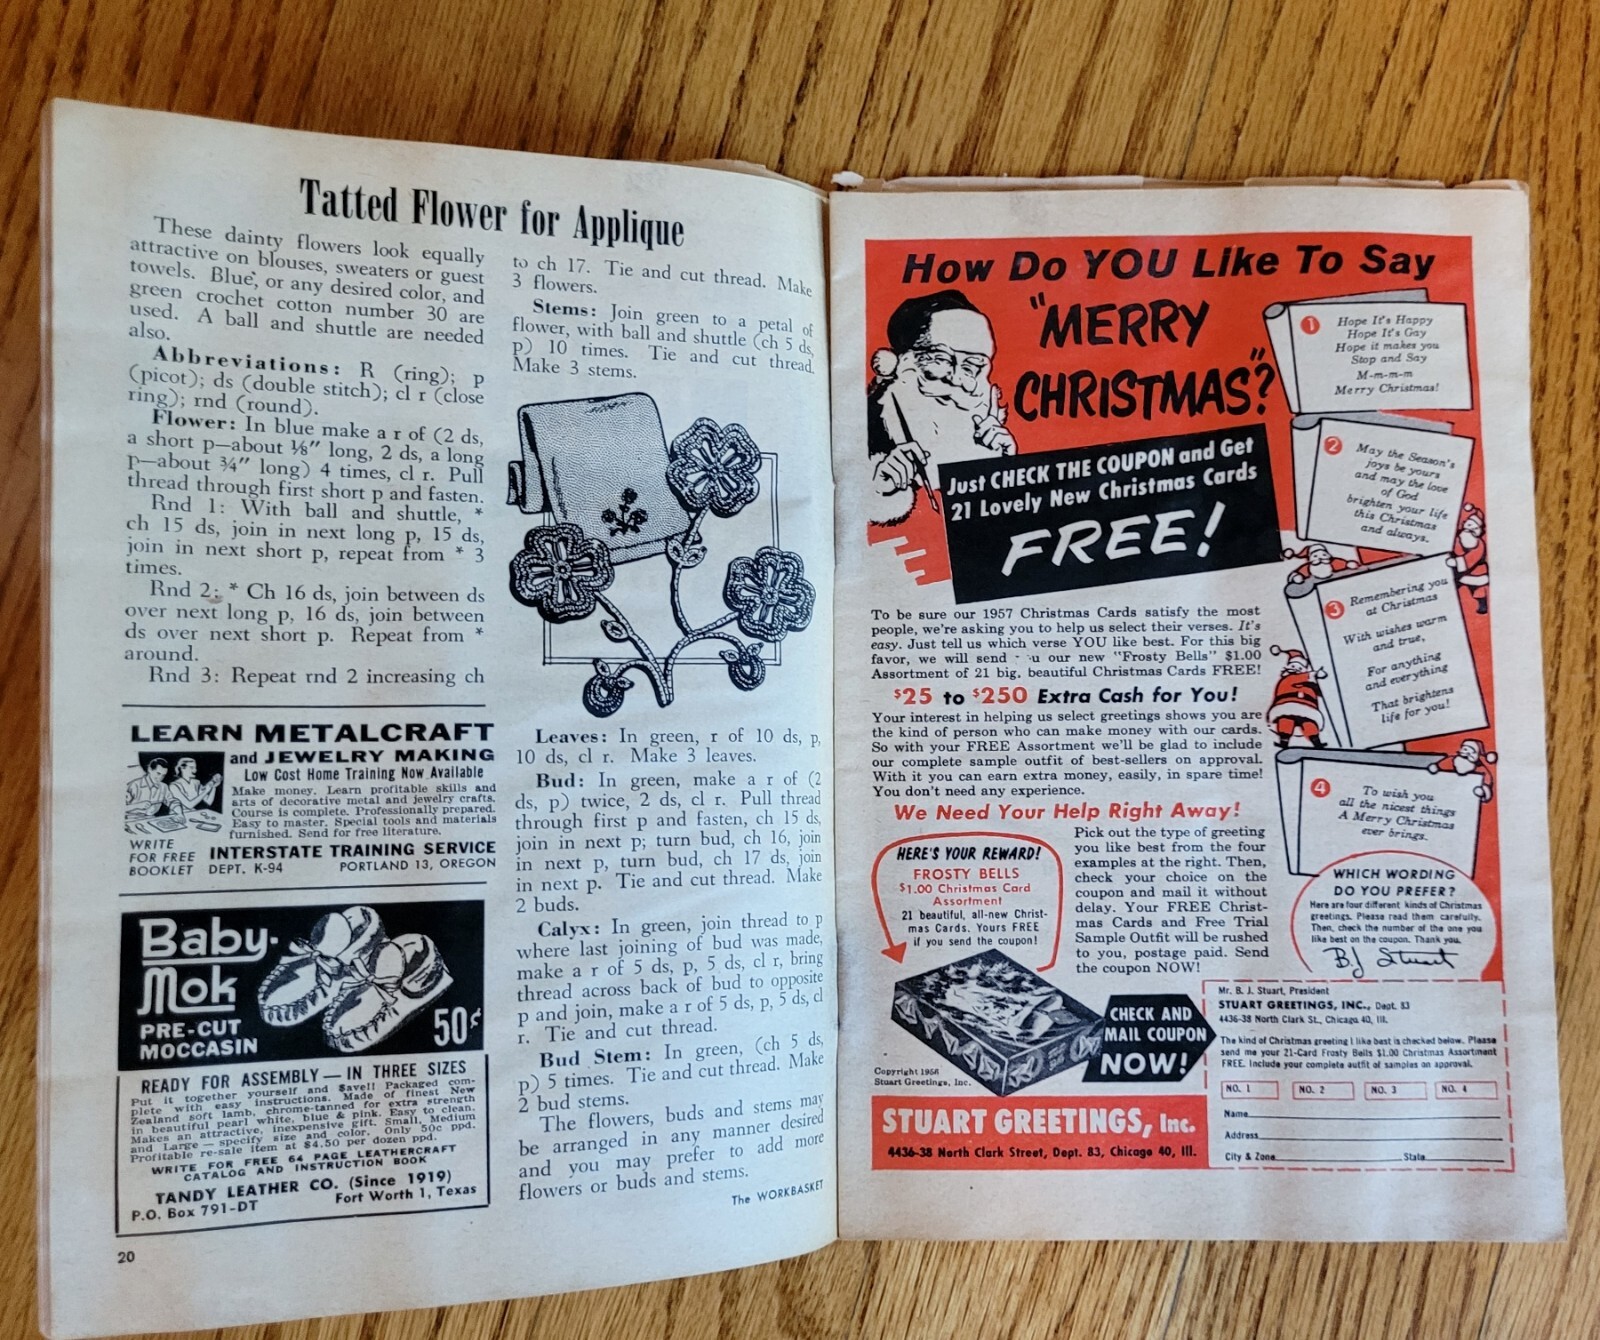 Tatted Flower for Applique
These dainty flowers look equally
attractive on blouses, sweaters or guest
towels. Blue, or any desired color, and
green crochet cotton number 30 are
used. A ball and shuttle are needed
also.
Abbreviations: R (ring); p
(picot); ds (double stitch); cl r (close
ring); rnd (round).
Flower: In blue make a r of (2 ds,
a short p—about ⅛" long, 2 ds, a long
p—about ¾" long) 4 times, cl r. Pull
thread through first short p and fasten.
Rnd 1: With ball and shuttle, *
ch 15 ds, join in next long p, 15 ds,
join in next short p, repeat from * 3
times.
Rnd 2: * Ch 16 ds, join between ds
over next long p, 16 ds, join between
ds over next short p. Repeat from *
around.
Rnd 3: Repeat rnd 2 increasing ch
LEARN METALCRAFT
and JEWELRY MAKING
Low Cost Home Training Now Available
Make money. Learn profitable skills and
arts of decorative metal and jewelry crafts.
Course is complete. Professionally prepared.
Easy to master. Special tools and materials
furnished. Send for free literature.
WRITE
FOR FREE
BOOKLET
INTERSTATE TRAINING SERVICE
DEPT. K-94 PORTLAND 13, OREGON
Baby-
Mok
PRE-CUT
MOCCASIN
50¢
READY FOR ASSEMBLY — IN THREE SIZES
Put it together yourself and Save!! Packaged com-
plete with easy instructions. Made of finest New
Zealand soft lamb, chrome-tanned for extra strength
in beautiful pearl white, blue & pink. Easy to clean.
Makes an attractive, inexpensive gift. Small, Medium
and Large — specify size and color. Only 50c ppd.
Profitable re-sale item at $4.50 per dozen ppd.
WRITE FOR FREE 64 PAGE LEATHERCRAFT
CATALOG AND INSTRUCTION BOOK
TANDY LEATHER CO. (Since 1919)
P.O. Box 791-DT Fort Worth 1, Texas
20
to ch 17. Tie and cut thread. Make
3 flowers.
Stems: Join green to a petal of
flower, with ball and shuttle (ch 5 ds,
p) 10 times. Tie and cut thread.
Make 3 stems.
Leaves: In green, r of 10 ds, p,
10 ds, cl r. Make 3 leaves.
Bud: In green, make a r of (2
ds, p) twice, 2 ds, cl r. Pull thread
through first p and fasten, ch 15 ds,
join in next p; turn bud, ch 16, join
in next p, turn bud, ch 17 ds, join
in next p. Tie and cut thread. Make
2 buds.
Calyx: In green, join thread to p
where last joining of bud was made,
make a r of 5 ds, p, 5 ds, cl r, bring
thread across back of bud to opposite
p and join, make a r of 5 ds, p, 5 ds, cl
r. Tie and cut thread.
Bud Stem: In green, (ch 5 ds,
p) 5 times. Tie and cut thread. Make
2 bud stems.
The flowers, buds and stems may
be arranged in any manner desired
and you may prefer to add more
flowers or buds and stems.
The WORKBASKET
How Do YOU Like To Say
"MERRY
CHRISTMAS"?
Just CHECK THE COUPON and Get
21 Lovely New Christmas Cards
FREE!
1
Hope It's Happy
Hope It's Gay
Hope it makes you
Stop and Say
M-m-m-m
Merry Christmas!
2
May the Season's
joys be yours
and may the love
of God
brighten your life
this Christmas
and always.
3
Remembering you
at Christmas
With wishes warm
and true,
For anything
and everything
That brightens
life for you!
4
To wish you
all the nicest things
A Merry Christmas
ever brings.
To be sure our 1957 Christmas Cards satisfy the most
people, we're asking you to help us select their verses. It's
easy. Just tell us which verse YOU like best. For this big
favor, we will send u our new "Frosty Bells" $1.00
Assortment of 21 big, beautiful Christmas Cards FREE!
$25 to $250 Extra Cash for You!
Your interest in helping us select greetings shows you are
the kind of person who can make money with our cards.
So with your FREE Assortment we'll be glad to include
our complete sample outfit of best-sellers on approval.
With it you can earn extra money, easily, in spare time!
You don't need any experience.
We Need Your Help Right Away!
HERE'S YOUR REWARD!
FROSTY BELLS
$1.00 Christmas Card
Assortment
21 beautiful, all-new Christ-
mas Cards. Yours FREE
if you send the coupon!
Pick out the type of greeting
you like best from the four
examples at the right. Then,
check your choice on the
coupon and mail it without
delay. Your FREE Christ-
mas Cards and Free Trial
Sample Outfit will be rushed
to you, postage paid. Send
the coupon NOW!
WHICH WORDING
DO YOU PREFER?
Here are four different kinds of Christmas
greetings. Please read them carefully.
Then, check the number of the one you
like best on the coupon. Thank you.
B.J Stuart
CHECK AND
MAIL COUPON
NOW!
Copyright 1956
Stuart Greetings, Inc.
STUART GREETINGS, Inc.
4436-38 North Clark Street, Dept. 83, Chicago 40, Ill.
Mr. B. J. Stuart, President
STUART GREETINGS, INC., Dept. 83
4436-38 North Clark St., Chicago 40, Ill.
The kind of Christmas greeting I like best is checked below. Please
send me your 21-Card Frosty Bells $1.00 Christmas Assortment
FREE. Include your complete outfit of samples on approval.
NO. 1 NO. 2 NO. 3 NO. 4
Name
Address
City & Zone State